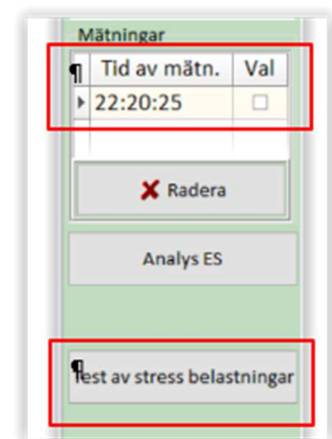 Mätningar
¶ Tid av mätn. Val
22:20:25
Radera
Analys ES
¶
Test av stress belastningar